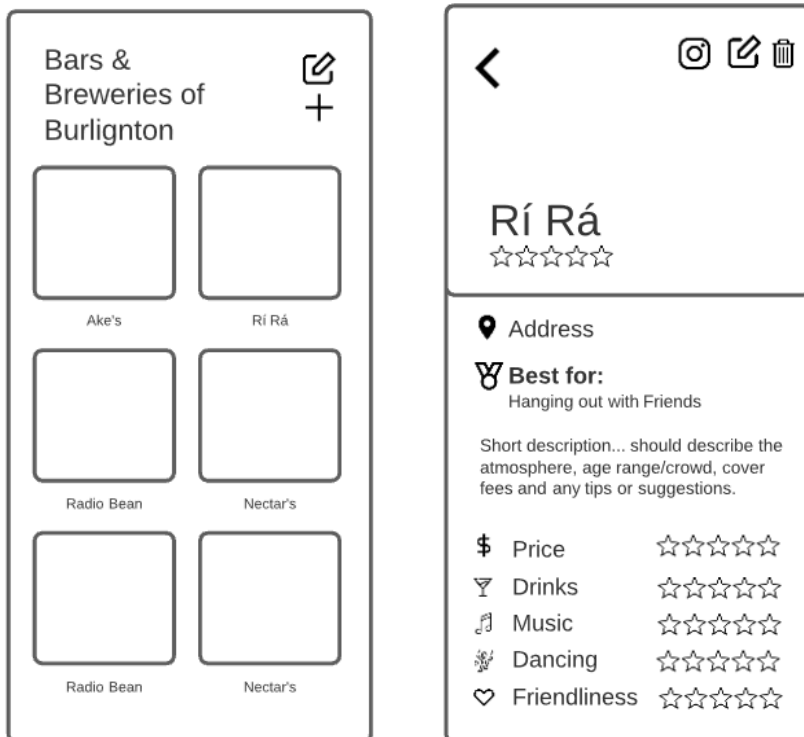 Bars &
Breweries of
Burlignton
Ake's
Rí Rá
Radio Bean
Nectar's
Radio Bean
Nectar's
Rí Rá
Address
Best for:
Hanging out with Friends
Short description... should describe the
atmosphere, age range/crowd, cover
fees and any tips or suggestions.
$ Price
Drinks
Music
Dancing
Friendliness